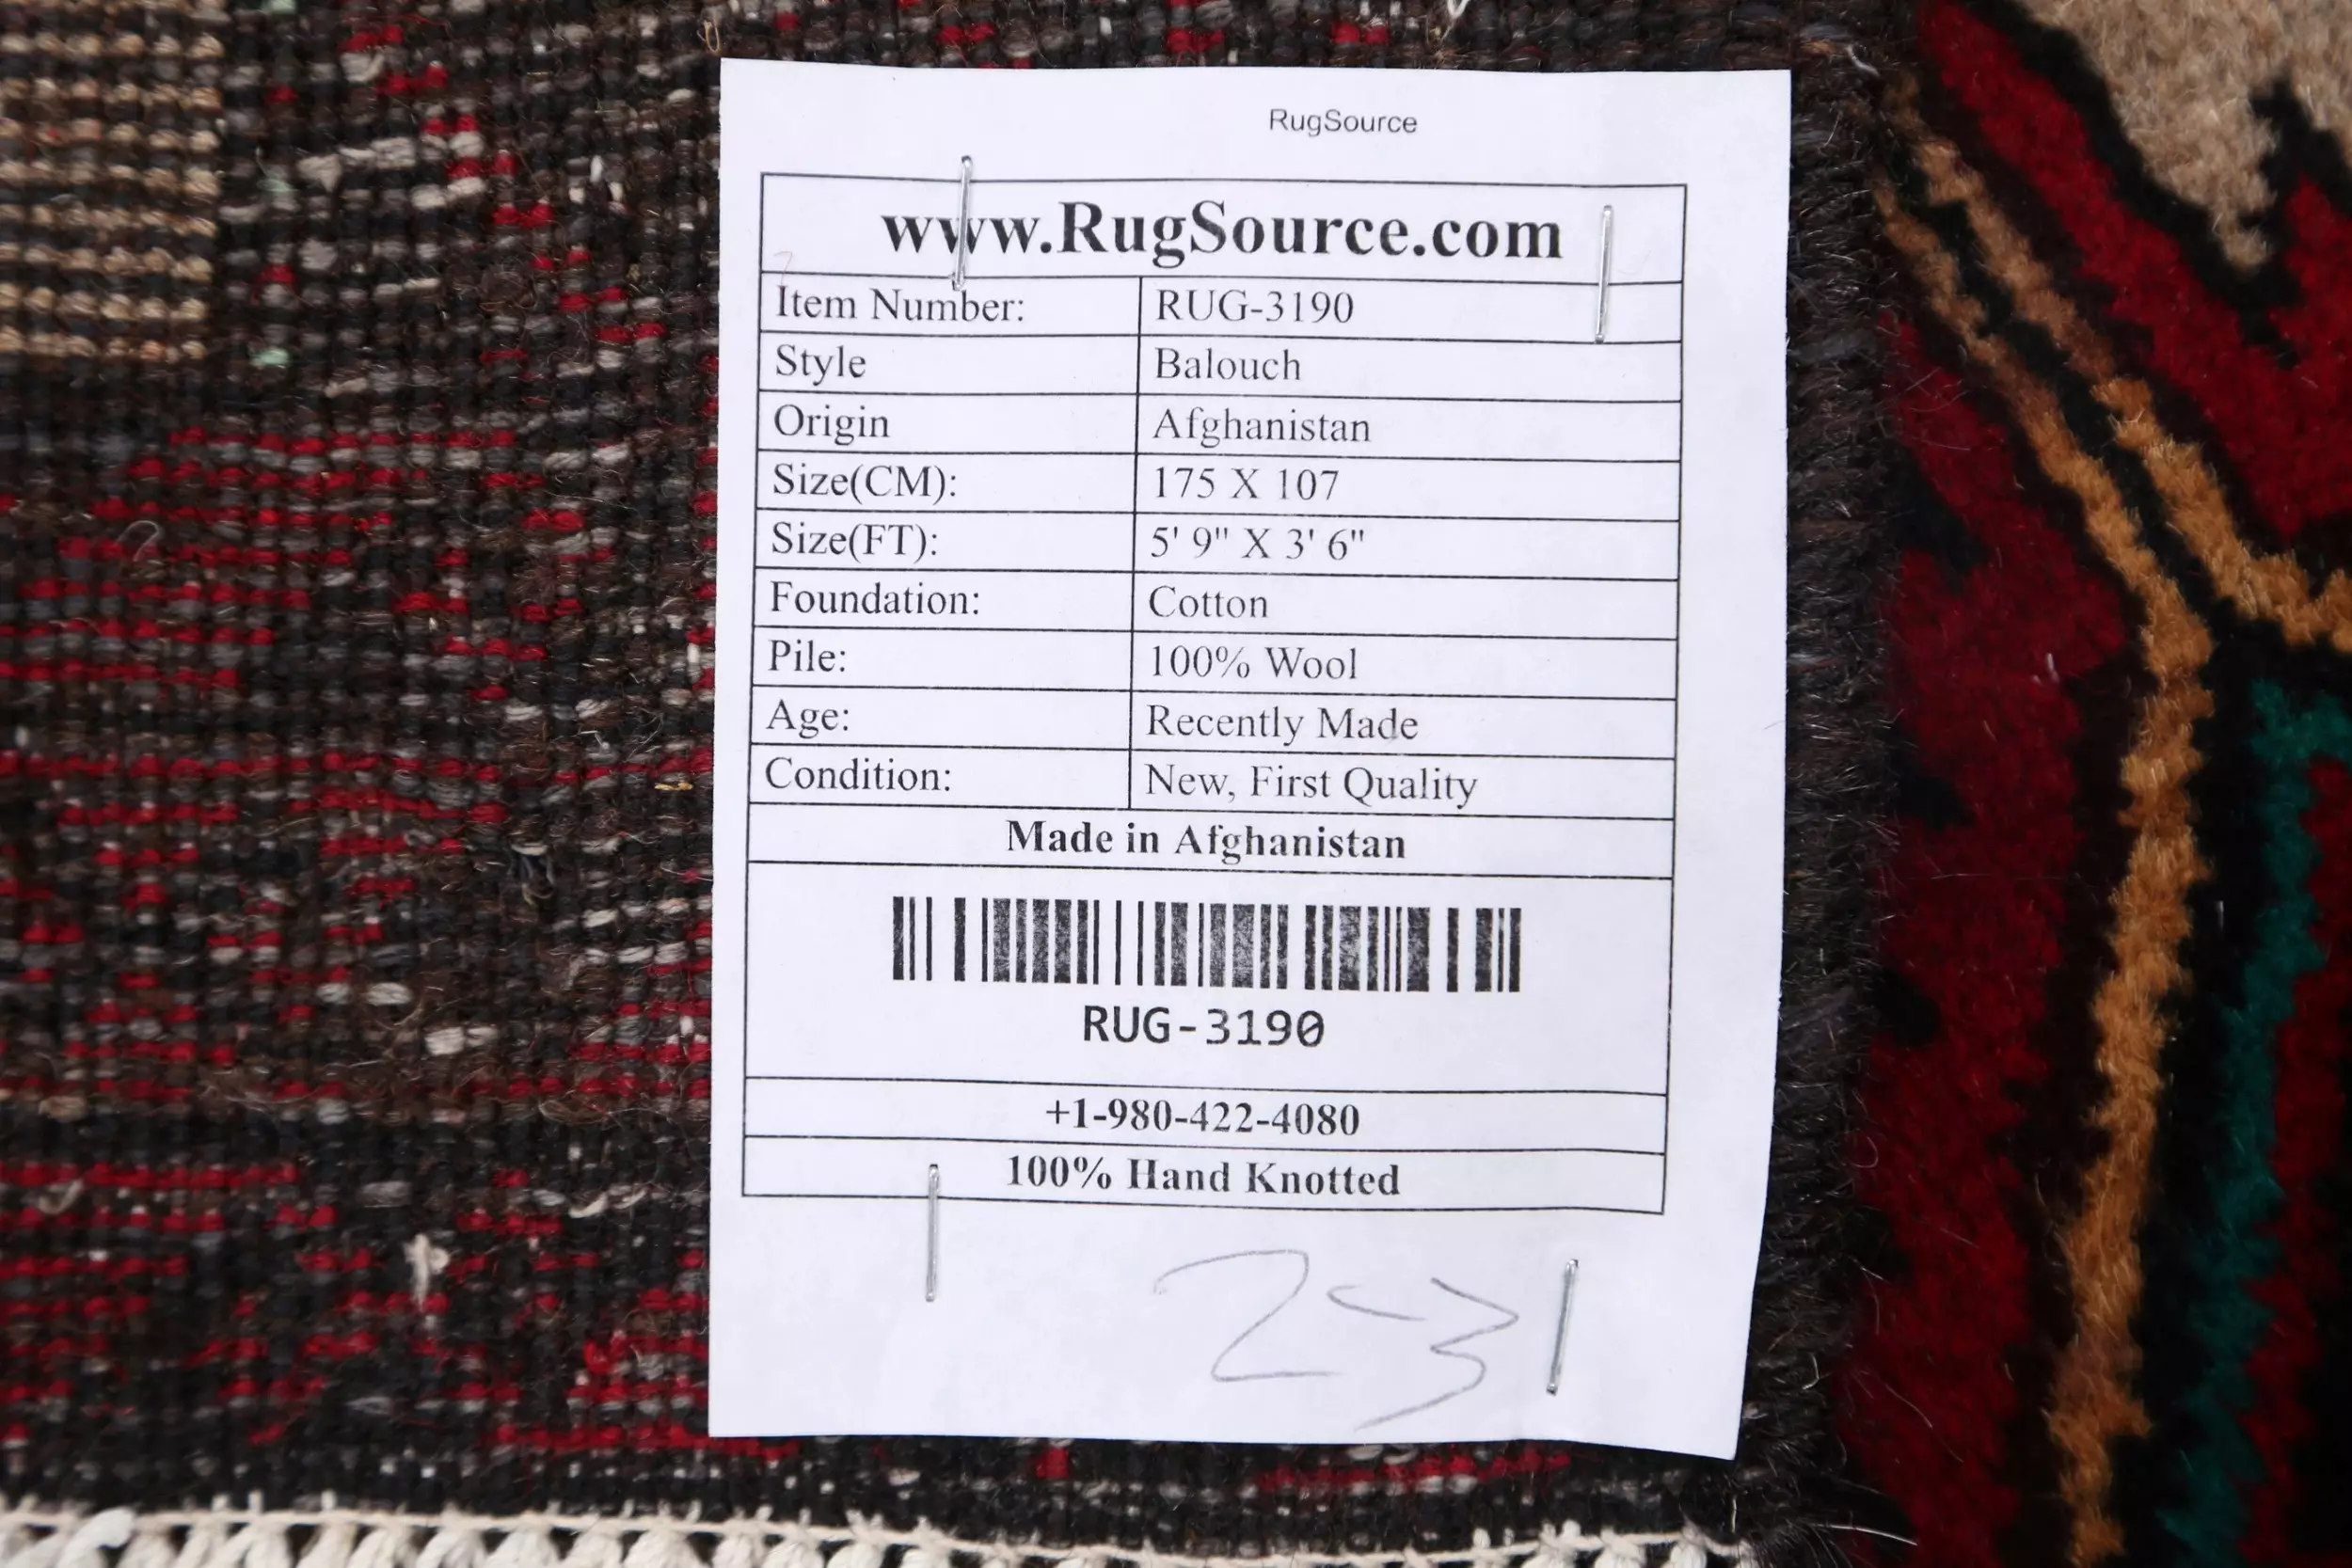 RugSource
www.RugSource.com
Item Number: RUG-3190
Style Balouch
Origin Afghanistan
Size(CM): 175 X 107
Size(FT): 5' 9" X 3' 6"
Foundation: Cotton
Pile: 100% Wool
Age: Recently Made
Condition: New, First Quality
Made in Afghanistan
RUG-3190
+1-980-422-4080
100% Hand Knotted
2-3